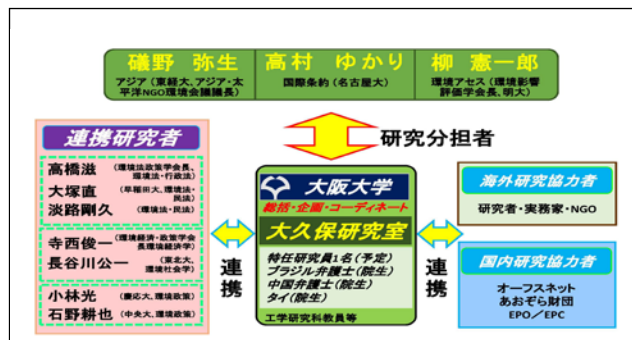 礒野 弥生
アジア（東経大、アジア・太
平洋NGO環境会議議長）
高村 ゆかり
国際条約（名古屋大）
柳 憲一郎
環境アセス（環境影響
評価学会長、明大）
研究分担者
連携研究者
高橋滋 （環境法政策学会長、
環境法・行政法）
大塚直 （早稲田大、環境法・
民法）
淡路剛久 （環境法・民法）
寺西俊一 （環境経済・政策学会
長環境経済学）
長谷川公一 （東北大、
環境社会学）
小林光 （慶応大、環境政策）
石野耕也 （中央大、環境政策）
連携
大阪大学
総括・企画・コーディネート
大久保研究室
特任研究員1名（予定）
ブラジル弁護士（院生）
中国弁護士（院生）
タイ（院生）
工学研究科教員等
連携
海外研究協力者
研究者・実務家・NGO
国内研究協力者
オーフスネット
あおぞら財団
EPO／EPC